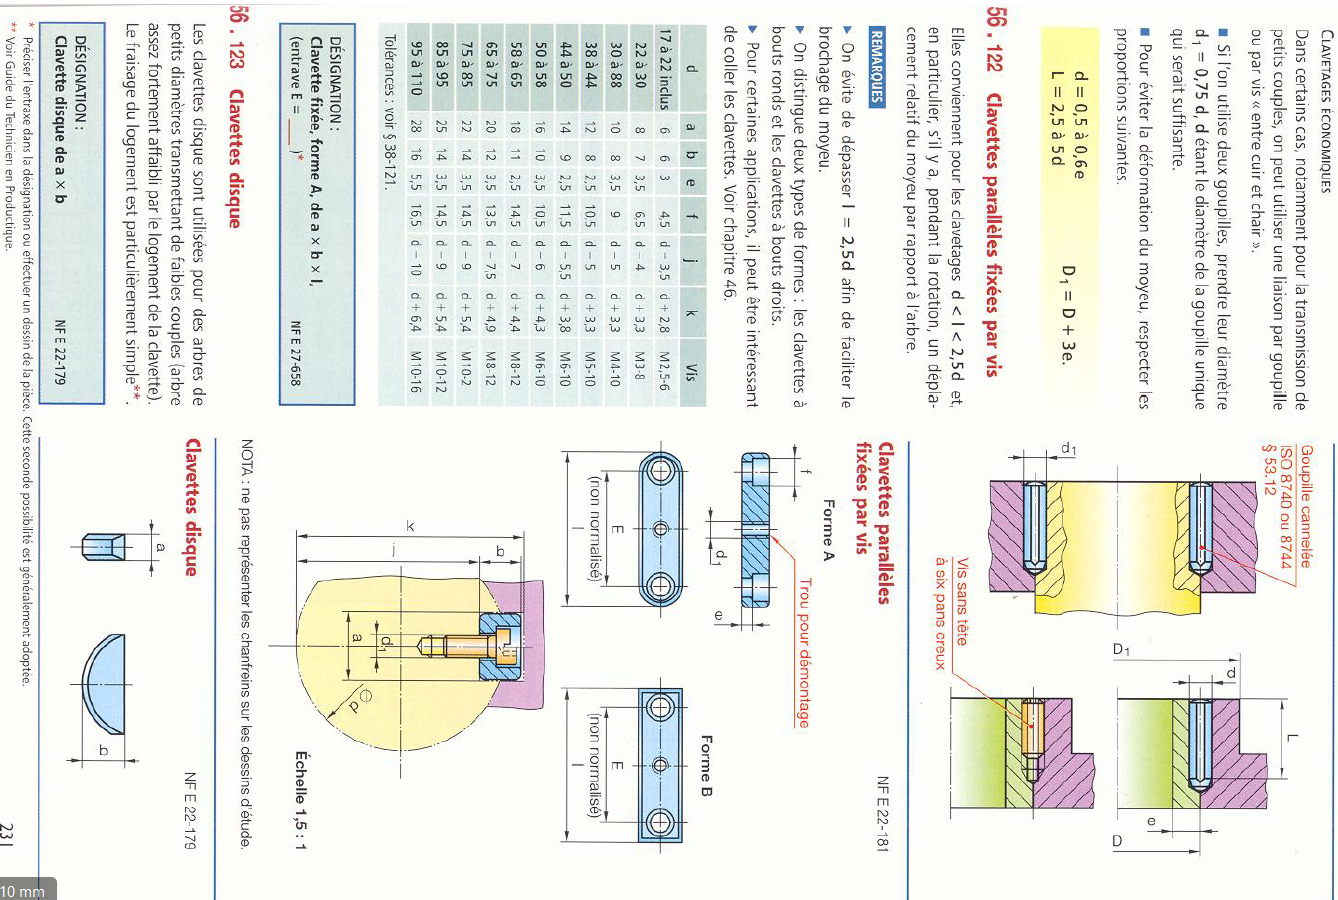 CLAVETAGES ÉCONOMIQUES
Dans certains cas, notamment pour la transmission de
petits couples, on peut utiliser une liaison par goupille
ou par vis « entre cuir et chair ».
■ Si l'on utilise deux goupilles, prendre leur diamètre
d₁ = 0,75 d, d étant le diamètre de la goupille unique
qui serait suffisante.
■ Pour éviter la déformation du moyeu, respecter les
proportions suivantes.
d = 0,5 à 0,6e
L = 2,5 à 5d
D₁ = D + 3e.
56 . 122 Clavettes parallèles fixées par vis
Elles conviennent pour les clavetages d < l < 2,5d et,
en particulier, s'il y a, pendant la rotation, un dépla-
cement relatif du moyeu par rapport à l'arbre.
REMARQUES
▶ On évite de dépasser l = 2,5d afin de faciliter le
brochage du moyeu.
▶ On distingue deux types de formes : les clavettes à
bouts ronds et les clavettes à bouts droits.
▶ Pour certaines applications, il peut être intéressant
de coller les clavettes. Voir chapitre 46.
d a b e f j k Vis
17 à 22 inclus 6 6 3 4,5 d − 3,5 d + 2,8 M2,5-6
22 à 30 8 7 3,5 6,5 d − 4 d + 3,3 M3-8
30 à 88 10 8 3,5 9 d − 5 d + 3,3 M4-10
38 à 44 12 8 2,5 10,5 d − 5 d + 3,3 M5-10
44 à 50 14 9 2,5 11,5 d − 5,5 d + 3,8 M6-10
50 à 58 16 10 3,5 10,5 d − 6 d + 4,3 M6-10
58 à 65 18 11 2,5 14,5 d − 7 d + 4,4 M8-12
65 à 75 20 12 3,5 13,5 d − 7,5 d + 4,9 M8-12
75 à 85 22 14 3,5 14,5 d − 9 d + 5,4 M10-2
85 à 95 25 14 3,5 14,5 d − 9 d + 5,4 M10-12
95 à 110 28 16 5,5 16,5 d − 10 d + 6,4 M10-16
Tolérances : voir § 38-121.
DÉSIGNATION :
Clavette fixée, forme A, de a x b x l,
(entrave E = ___ )* NF E 27-658
56 . 123 Clavettes disque
Les clavettes disque sont utilisées pour des arbres de
petits diamètres transmettant de faibles couples (arbre
assez fortement affaibli par le logement de la clavette).
Le fraisage du logement est particulièrement simple**.
DÉSIGNATION :
Clavette disque de a x b NF E 22-179
* Préciser l'entraxe dans la désignation ou effectuer un dessin de la pièce. Cette seconde possibilité est généralement adoptée.
** Voir Guide du Technicien en Productique.
Goupille cannelée
ISO 8740 ou 8744
§ 53.12
d₁
L
d
D₁
e
D
Vis sans tête
à six pans creux
Clavettes parallèles
fixées par vis
NF E 22-181
Forme A
f
d₁
e
Trou pour démontage
E
(non normalisé)
l
Forme B
E
(non normalisé)
l
k
j
b
a
d₁
∅d
Échelle 1,5 : 1
NOTA : ne pas représenter les chanfreins sur les dessins d'étude.
Clavettes disque
NF E 22-179
a
b
231
10 mm